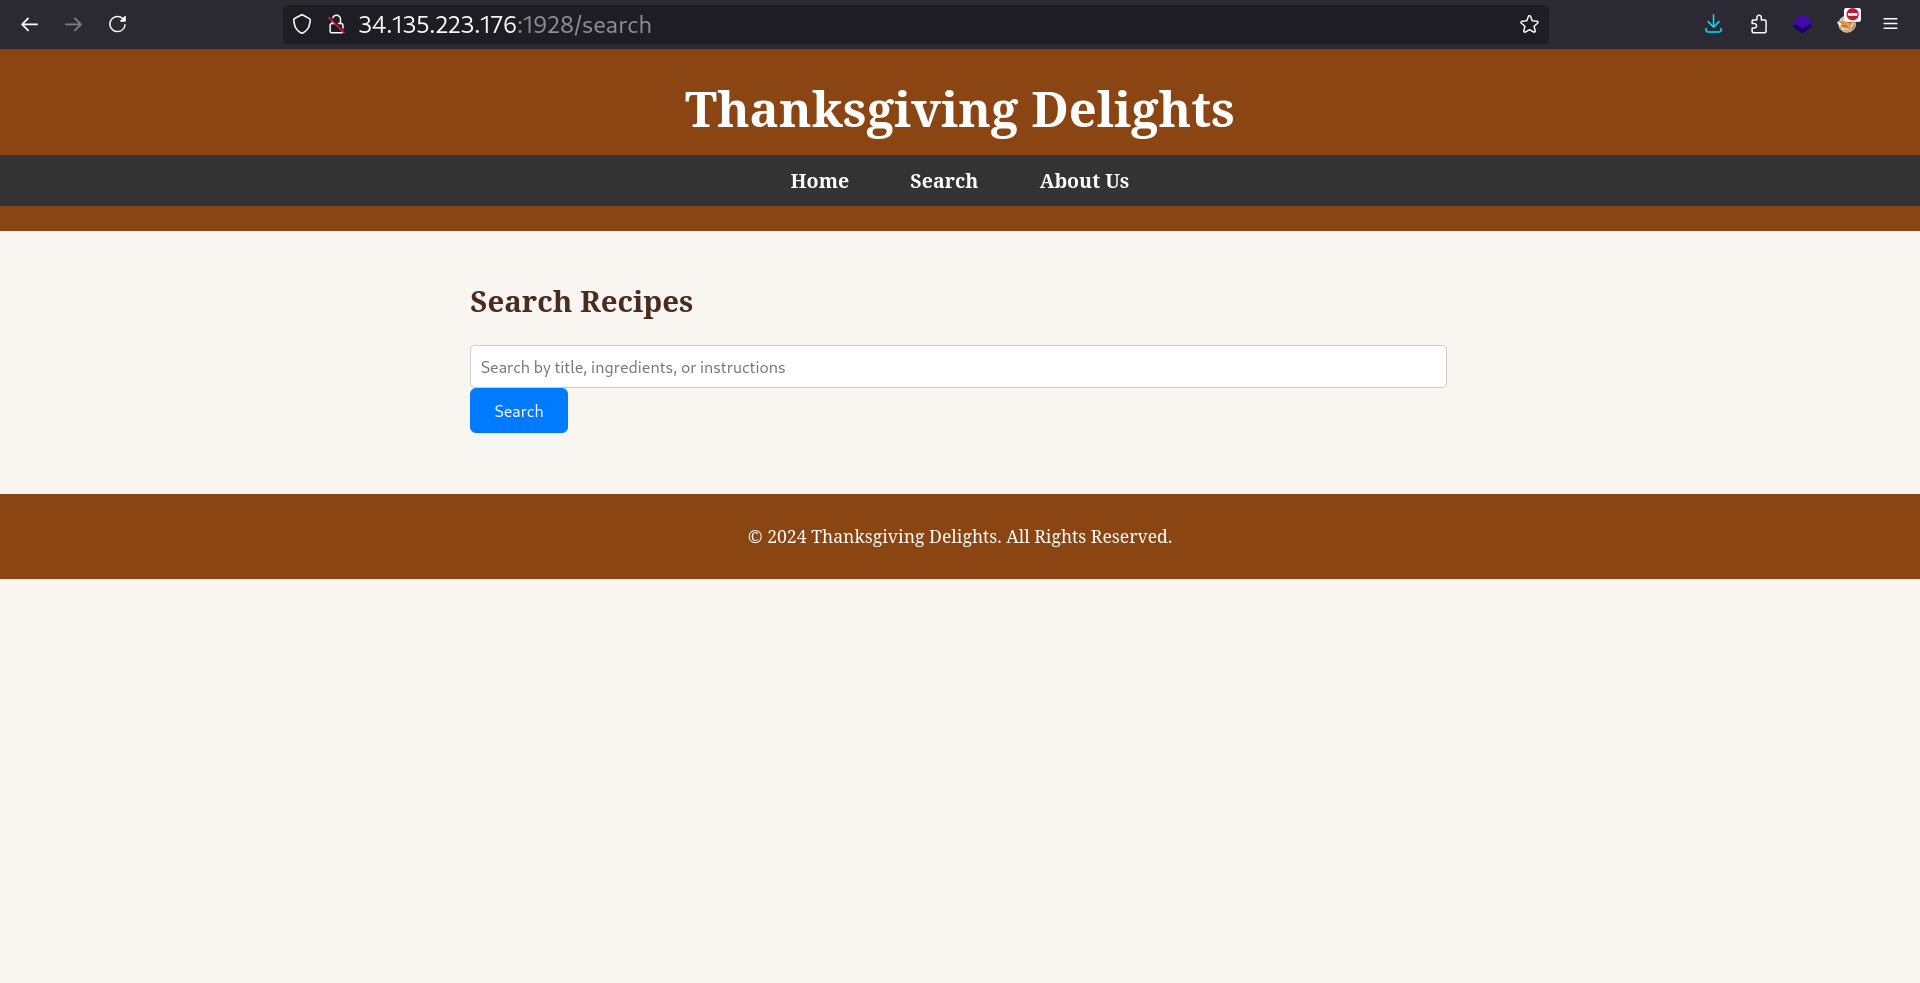 34.135.223.176:1928/search
Thanksgiving Delights
Home Search About Us
Search Recipes
Search by title, ingredients, or instructions
Search
© 2024 Thanksgiving Delights. All Rights Reserved.